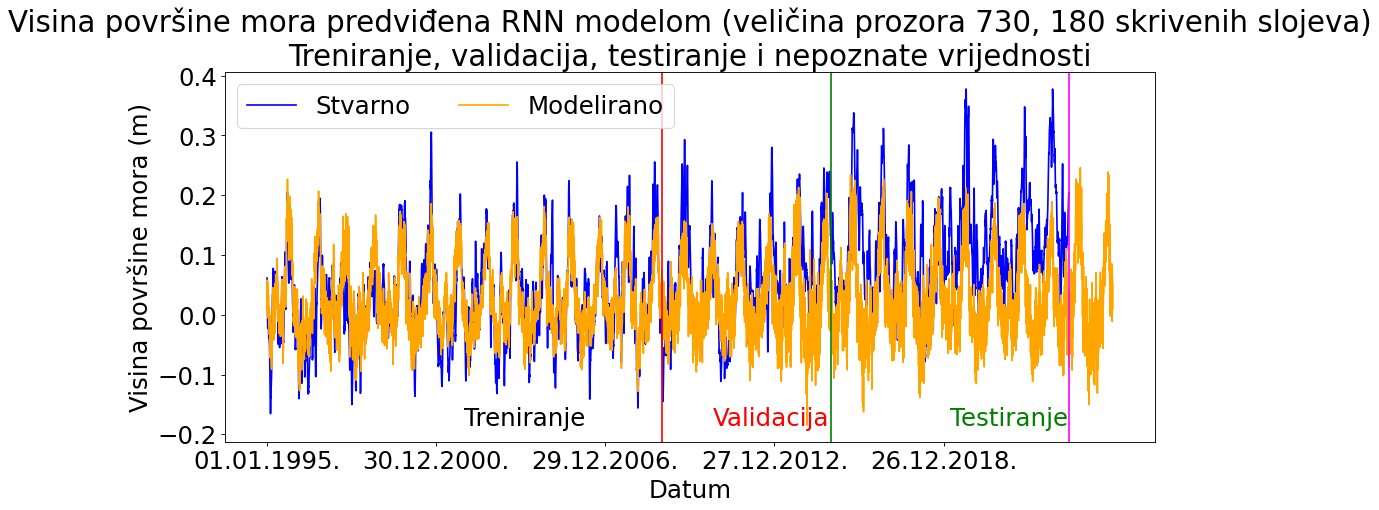 Visina površine mora predviđena RNN modelom (veličina prozora 730, 180 skrivenih slojeva)
Treniranje, validacija, testiranje i nepoznate vrijednosti
Stvarno Modelirano
Visina površine mora (m)
0.4
0.3
0.2
0.1
0.0
−0.1
−0.2
Treniranje Validacija Testiranje
01.01.1995. 30.12.2000. 29.12.2006. 27.12.2012. 26.12.2018.
Datum